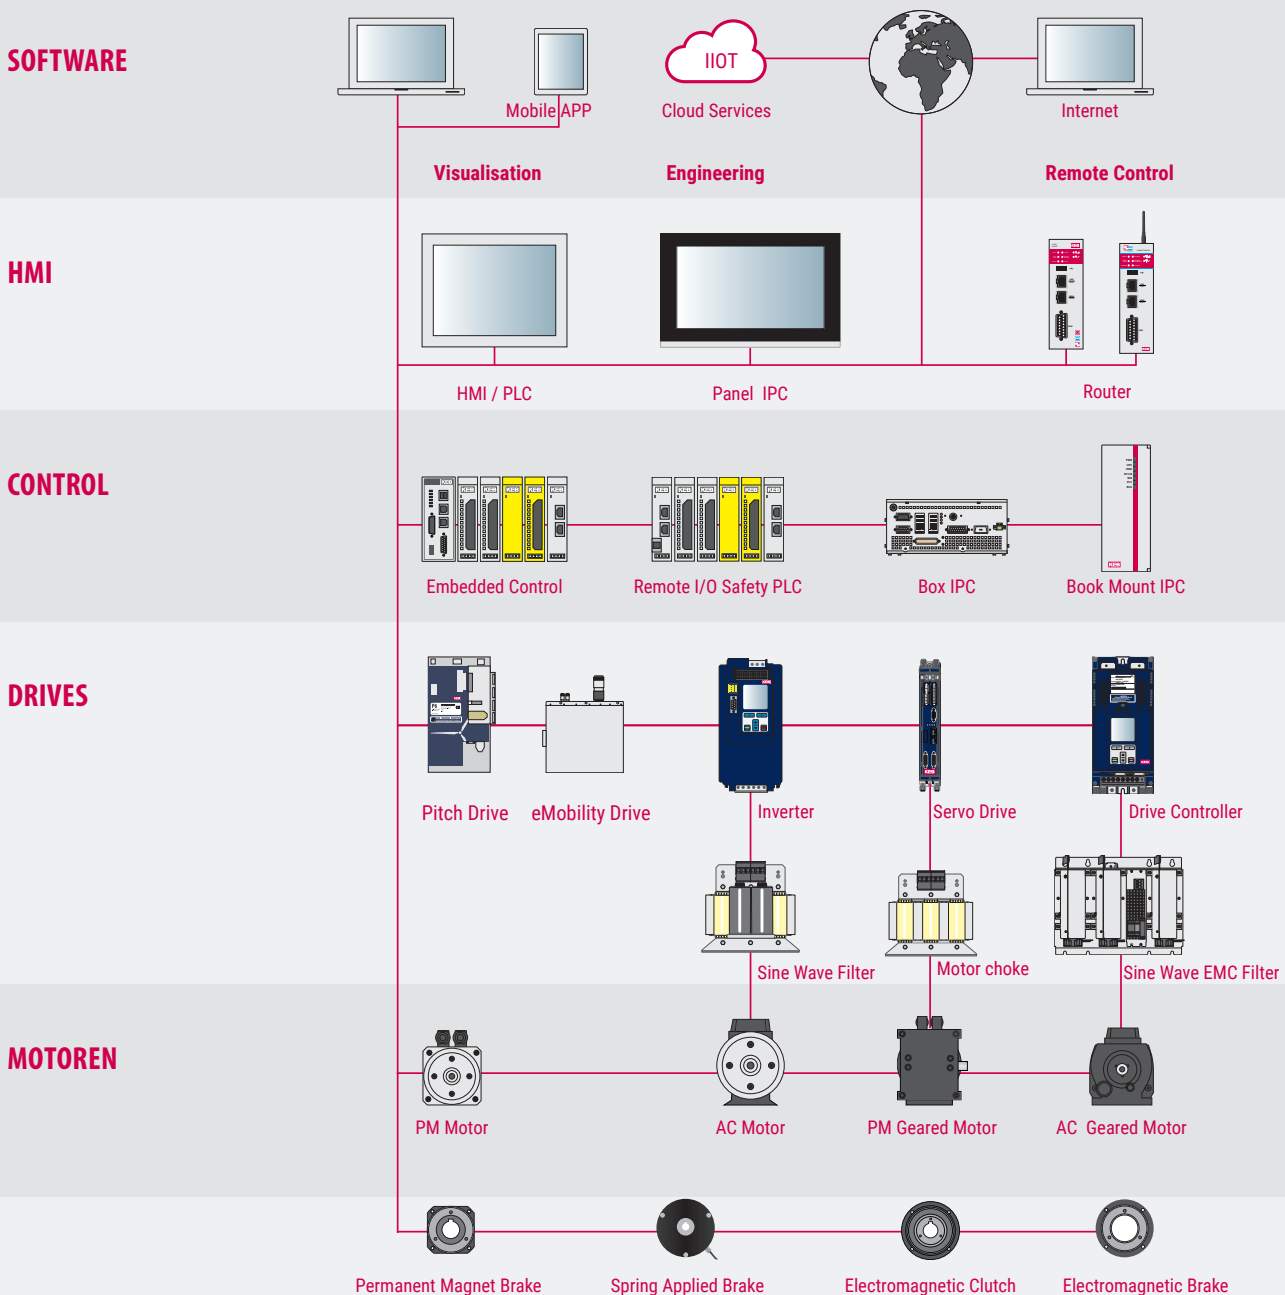 SOFTWARE
IIOT
Mobile APP
Cloud Services
Internet
Visualisation
Engineering
Remote Control
HMI
HMI / PLC
Panel IPC
Router
CONTROL
Embedded Control
Remote I/O Safety PLC
Box IPC
Book Mount IPC
DRIVES
Pitch Drive
eMobility Drive
Inverter
Servo Drive
Drive Controller
Sine Wave Filter
Motor choke
Sine Wave EMC Filter
MOTOREN
PM Motor
AC Motor
PM Geared Motor
AC Geared Motor
Permanent Magnet Brake
Spring Applied Brake
Electromagnetic Clutch
Electromagnetic Brake